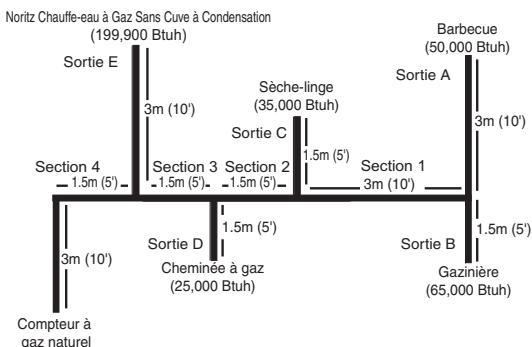 Noritz Chauffe-eau à Gaz Sans Cuve à Condensation
(199,900 Btuh)
Sortie E
3m (10')
Barbecue
(50,000 Btuh)
Sortie A
3m (10')
Sèche-linge
(35,000 Btuh)
Sortie C
1.5m (5')
Section 4
1.5m (5')
Section 3
1.5m (5')
Section 2
1.5m (5')
Section 1
3m (10')
3m (10')
Compteur à
gaz naturel
Sortie D
1.5m (5')
Cheminée à gaz
(25,000 Btuh)
Sortie B
1.5m (5')
Gazinière
(65,000 Btuh)